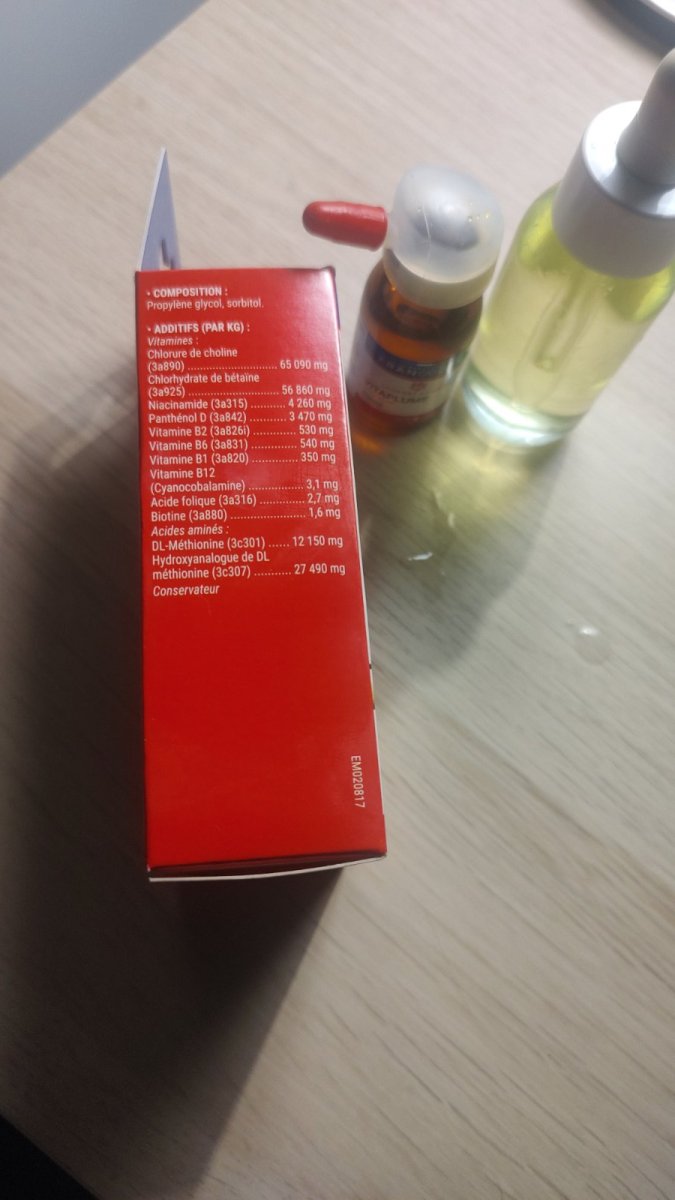 • COMPOSITION :
Propylène glycol, sorbitol.
• ADDITIFS (PAR KG) :
Vitamines :
Chlorure de choline
(3a890) ............................ 65 090 mg
Chlorhydrate de bétaïne
(3a925) ............................ 56 860 mg
Niacinamide (3a315) ........... 4 260 mg
Panthénol D (3a842) ........... 3 470 mg
Vitamine B2 (3a826i) ............. 530 mg
Vitamine B6 (3a831) .............. 540 mg
Vitamine B1 (3a820) .............. 350 mg
Vitamine B12
(Cyanocobalamine) ................. 3,1 mg
Acide folique (3a316) ............... 2,7 mg
Biotine (3a880) ........................ 1,6 mg
Acides aminés :
DL-Méthionine (3c301) ...... 12 150 mg
Hydroxyanalogue de DL
méthionine (3c307) ........... 27 490 mg
Conservateur
EM020817